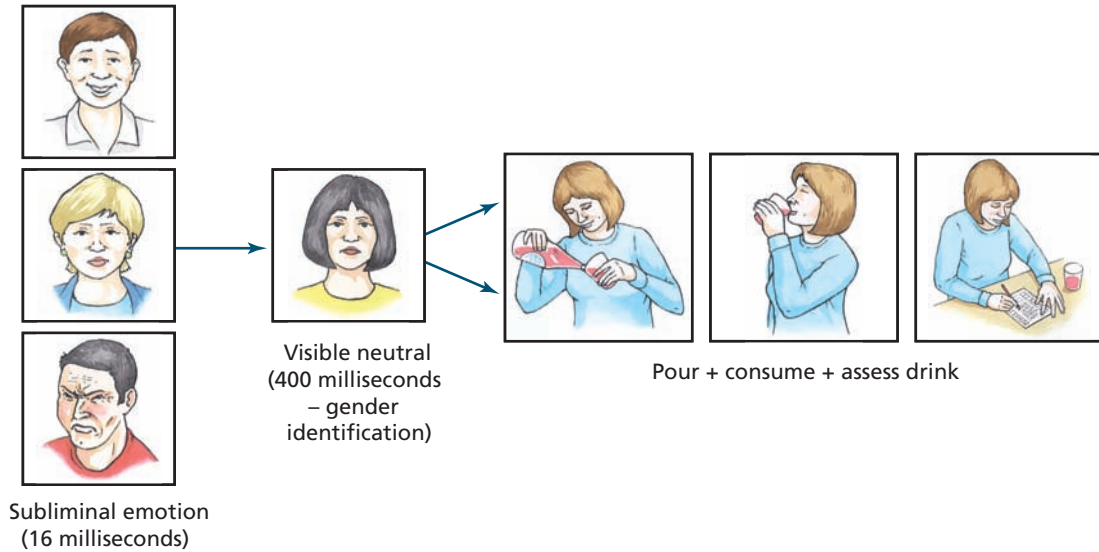 Subliminal emotion
(16 milliseconds)
Visible neutral
(400 milliseconds
– gender
identification)
Pour + consume + assess drink